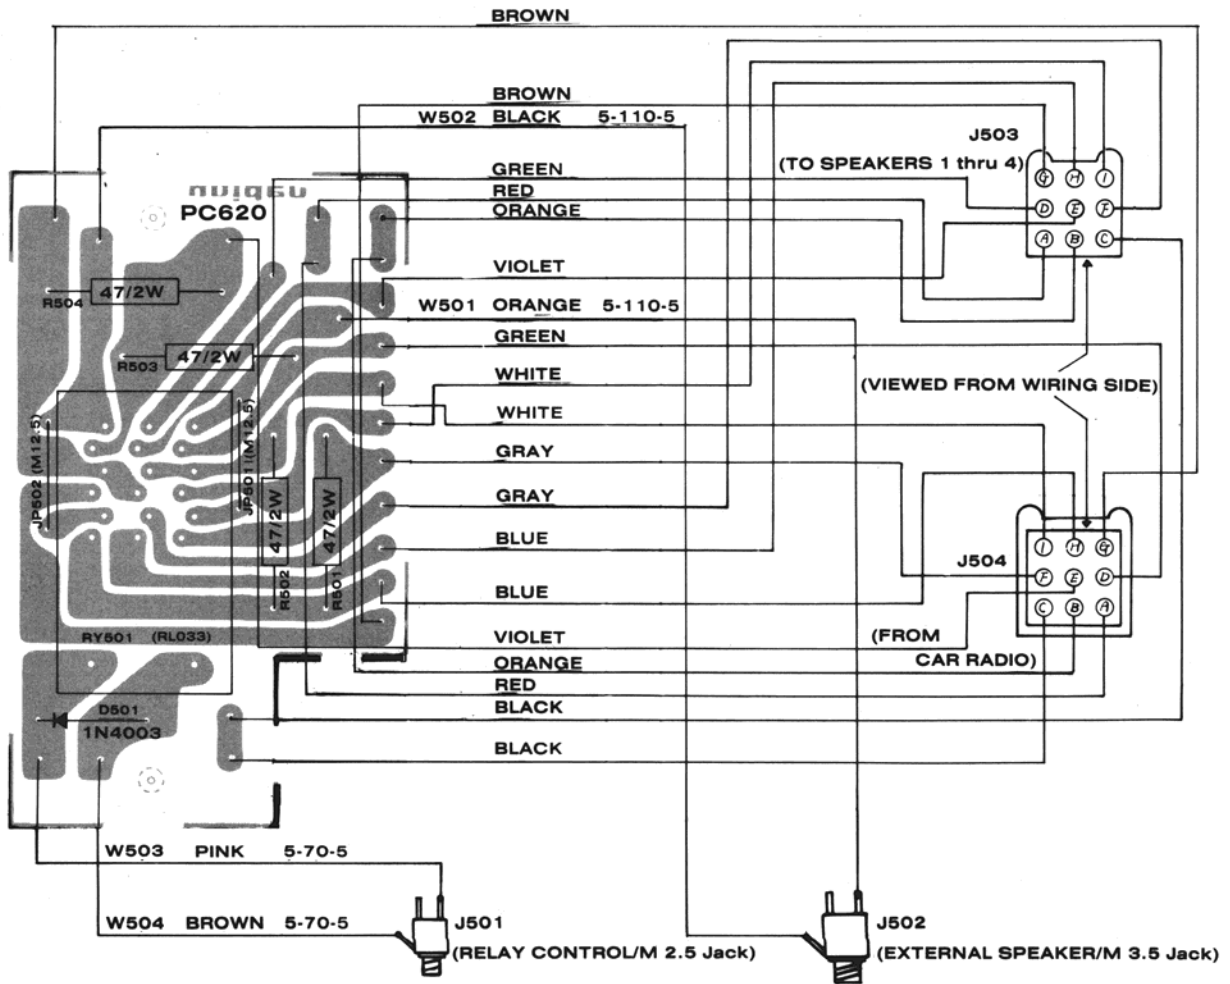 BROWN
BROWN
W502 BLACK 5-110-5
J503
(TO SPEAKERS 1 thru 4)
GREEN
RED
ORANGE
PC620
G H I
D E F
A B C
VIOLET
W501 ORANGE 5-110-5
R504 47/2W
GREEN
R503 47/2W
WHITE
(VIEWED FROM WIRING SIDE)
WHITE
JP502 (M12.5)
JP501 (M12.5)
GRAY
GRAY
47/2W
R502
47/2W
R501
BLUE
J504
I H G
F E D
C B A
BLUE
RY501 (RL033)
VIOLET
(FROM
CAR RADIO)
ORANGE
RED
BLACK
D501
1N4003
BLACK
W503 PINK 5-70-5
W504 BROWN 5-70-5
J501
(RELAY CONTROL/M 2.5 Jack)
J502
(EXTERNAL SPEAKER/M 3.5 Jack)